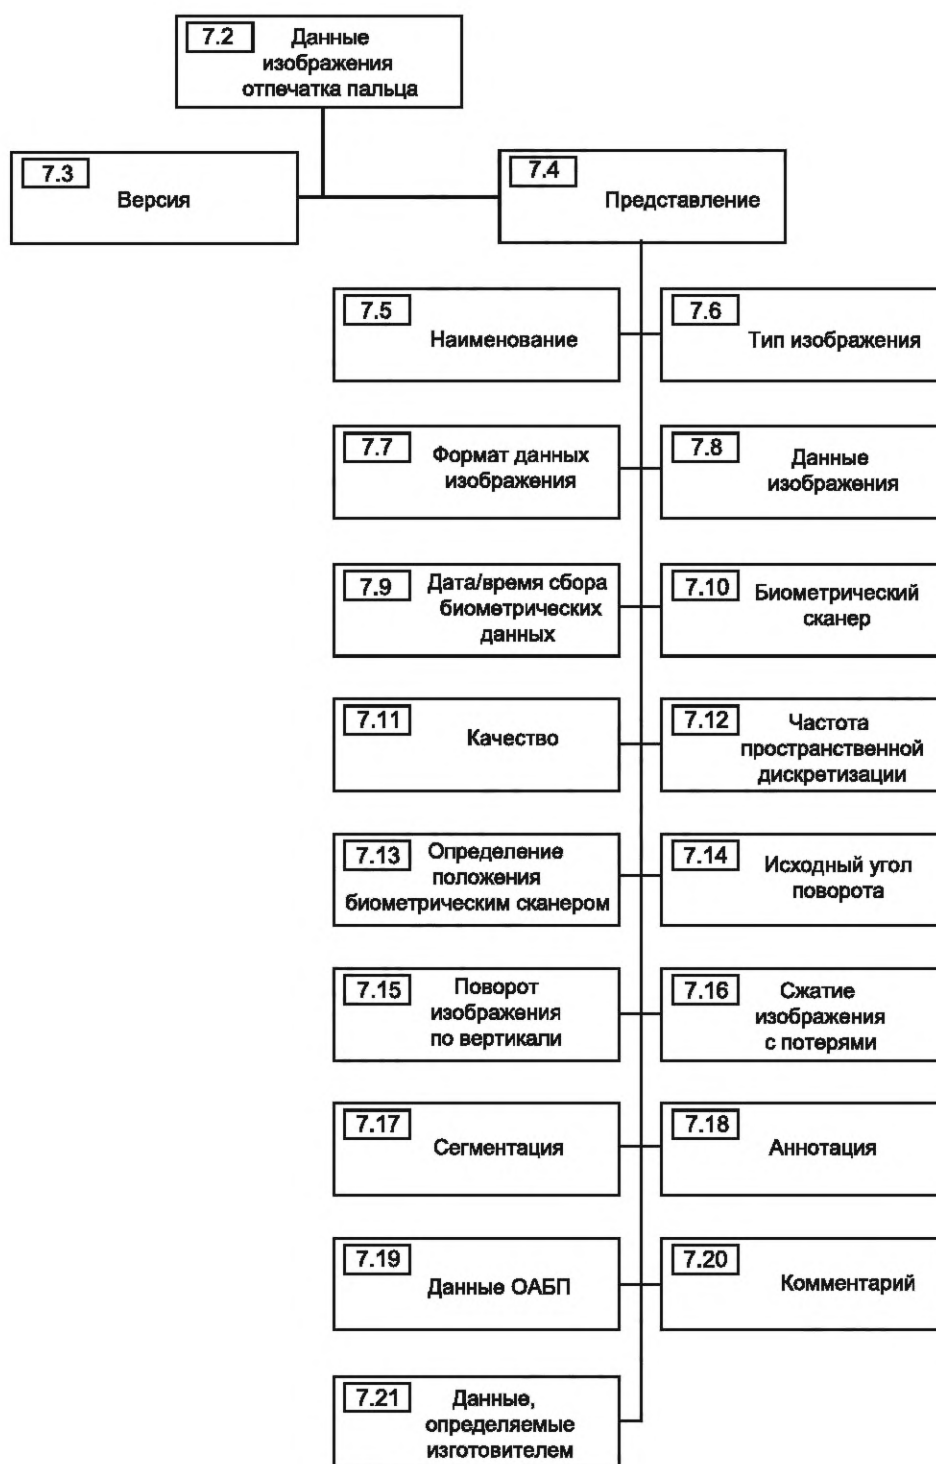 7.2 Данные
изображения
отпечатка пальца
7.3
Версия
7.4
Представление
7.5
Наименование
7.6
Тип изображения
7.7
Формат данных
изображения
7.8
Данные
изображения
7.9 Дата/время сбора
биометрических
данных
7.10 Биометрический
сканер
7.11
Качество
7.12 Частота
пространственной
дискретизации
7.13 Определение
положения
биометрическим сканером
7.14 Исходный угол
поворота
7.15 Поворот
изображения
по вертикали
7.16 Сжатие
изображения
с потерями
7.17
Сегментация
7.18
Аннотация
7.19
Данные ОАБП
7.20
Комментарий
7.21 Данные,
определяемые
изготовителем